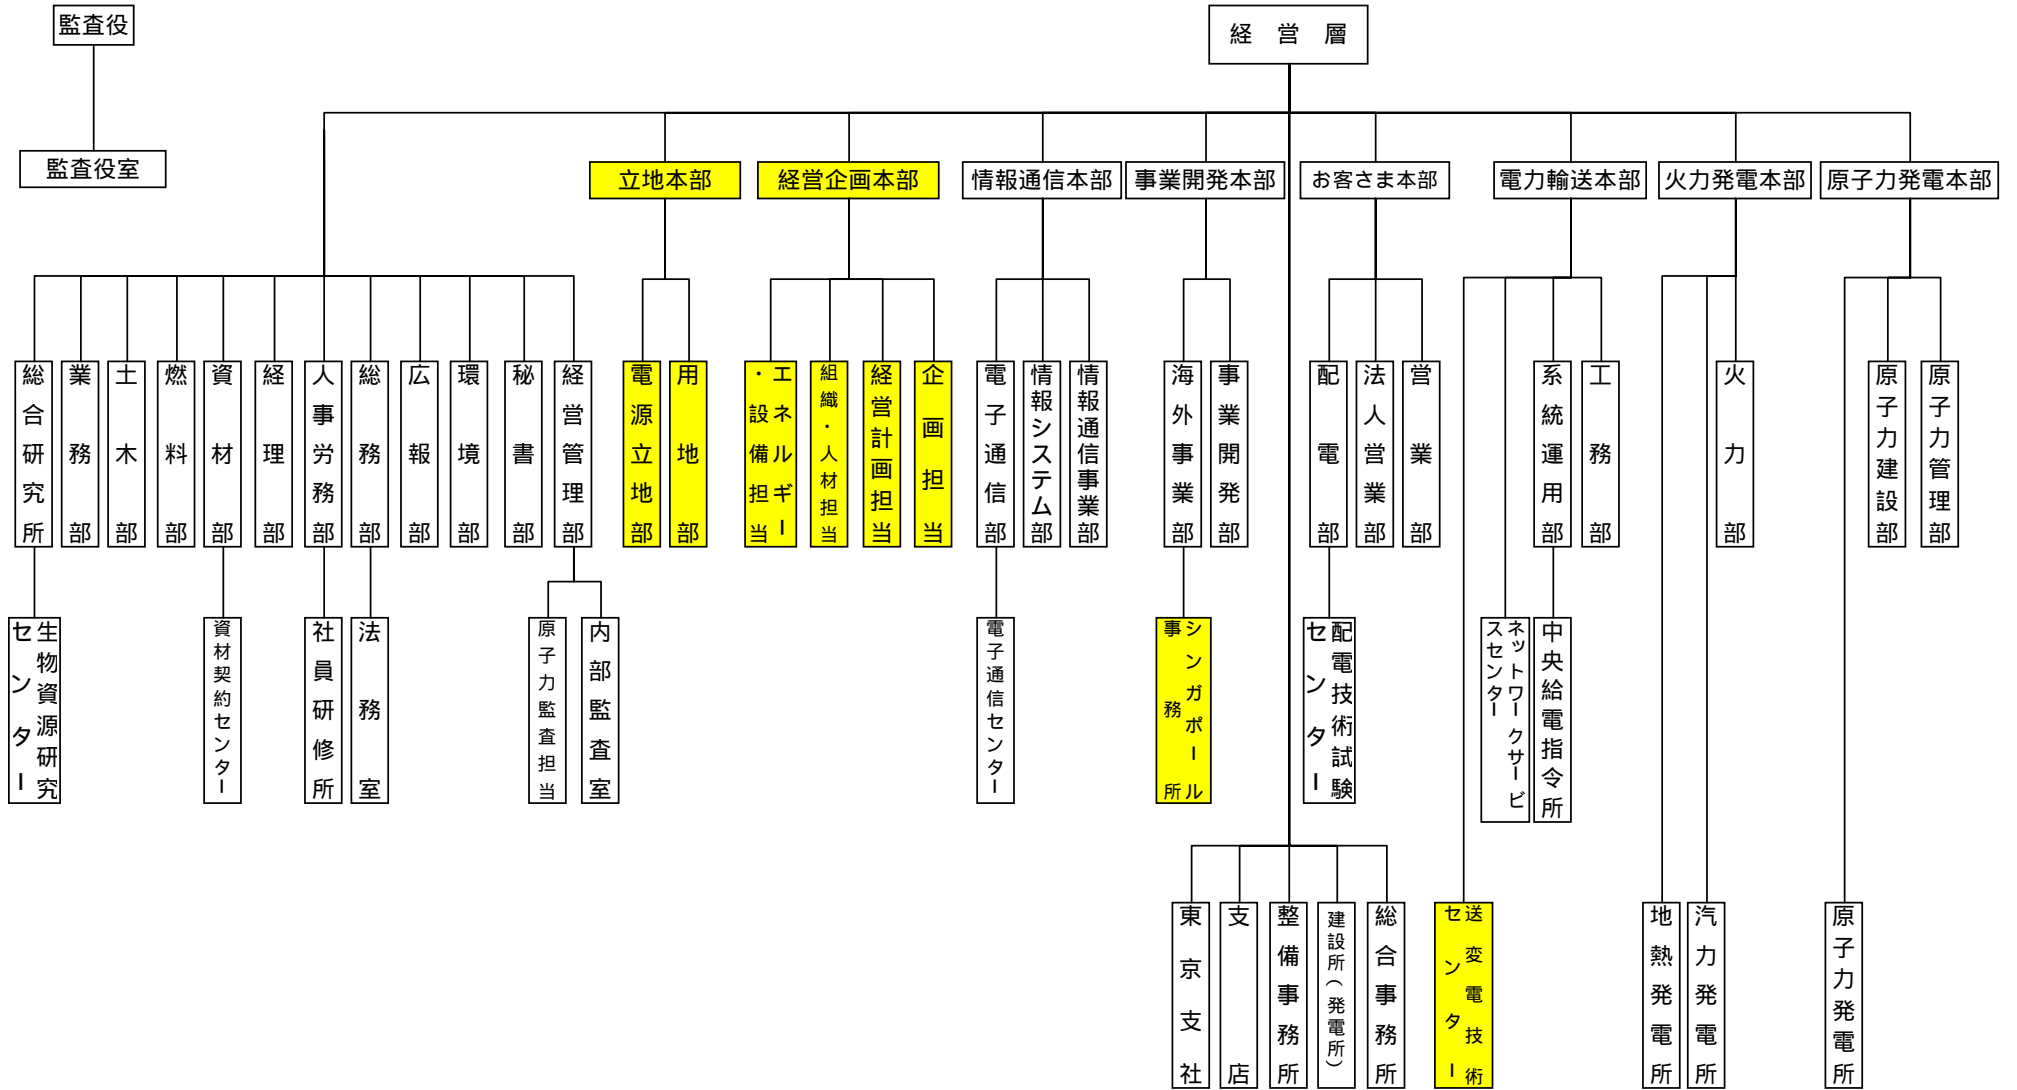 監査役
経 営 層
監査役室
立地本部
経営企画本部
情報通信本部
事業開発本部
お客さま本部
電力輸送本部
火力発電本部
原子力発電本部
総合研究所
業務部
土木部
燃料部
資材部
経理部
人事労務部
総務部
広報部
環境部
秘書部
経営管理部
電源立地部
用地部
エネルギー
・設備担当
組織・人材担当
経営計画担当
企画担当
電子通信部
情報システム部
情報通信事業部
海外事業部
事業開発部
配電部
法人営業部
営業部
系統運用部
工務部
火力部
原子力建設部
原子力管理部
生物資源研究
センター
資材契約センター
社員研修所
法務室
原子力監査担当
内部監査室
電子通信センター
シンガポール
事務所
配電技術試験
センター
ネットワークサービ
スセンター
中央給電指令所
東京支社
支店
整備事務所
建設所（発電所）
総合事務所
送変電技術
センター
地熱発電所
汽力発電所
原子力発電所